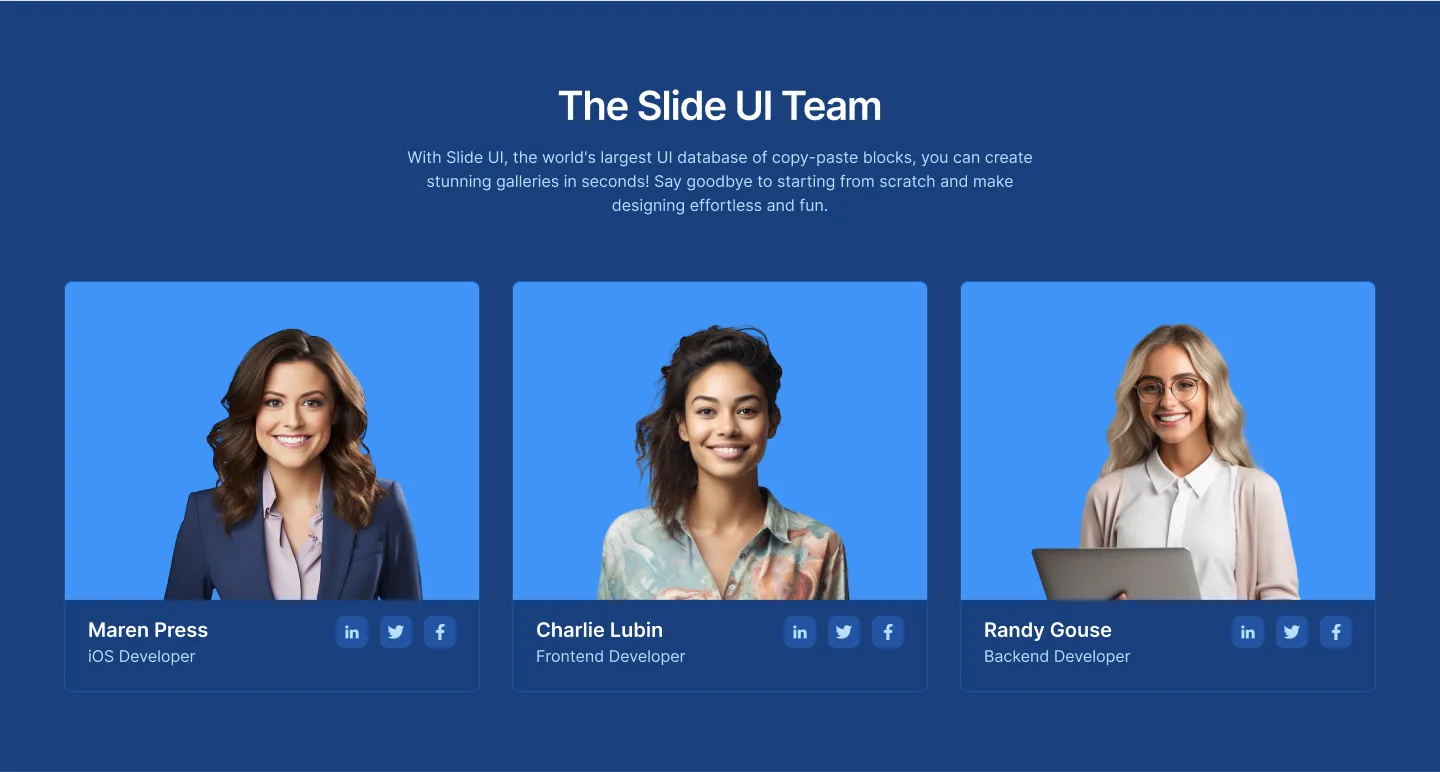 The Slide UI Team
With Slide UI, the world's largest UI database of copy-paste blocks, you can create
stunning galleries in seconds! Say goodbye to starting from scratch and make
designing effortless and fun.
Maren Press
iOS Developer
in
f
Charlie Lubin
Frontend Developer
in
f
Randy Gouse
Backend Developer
in
f